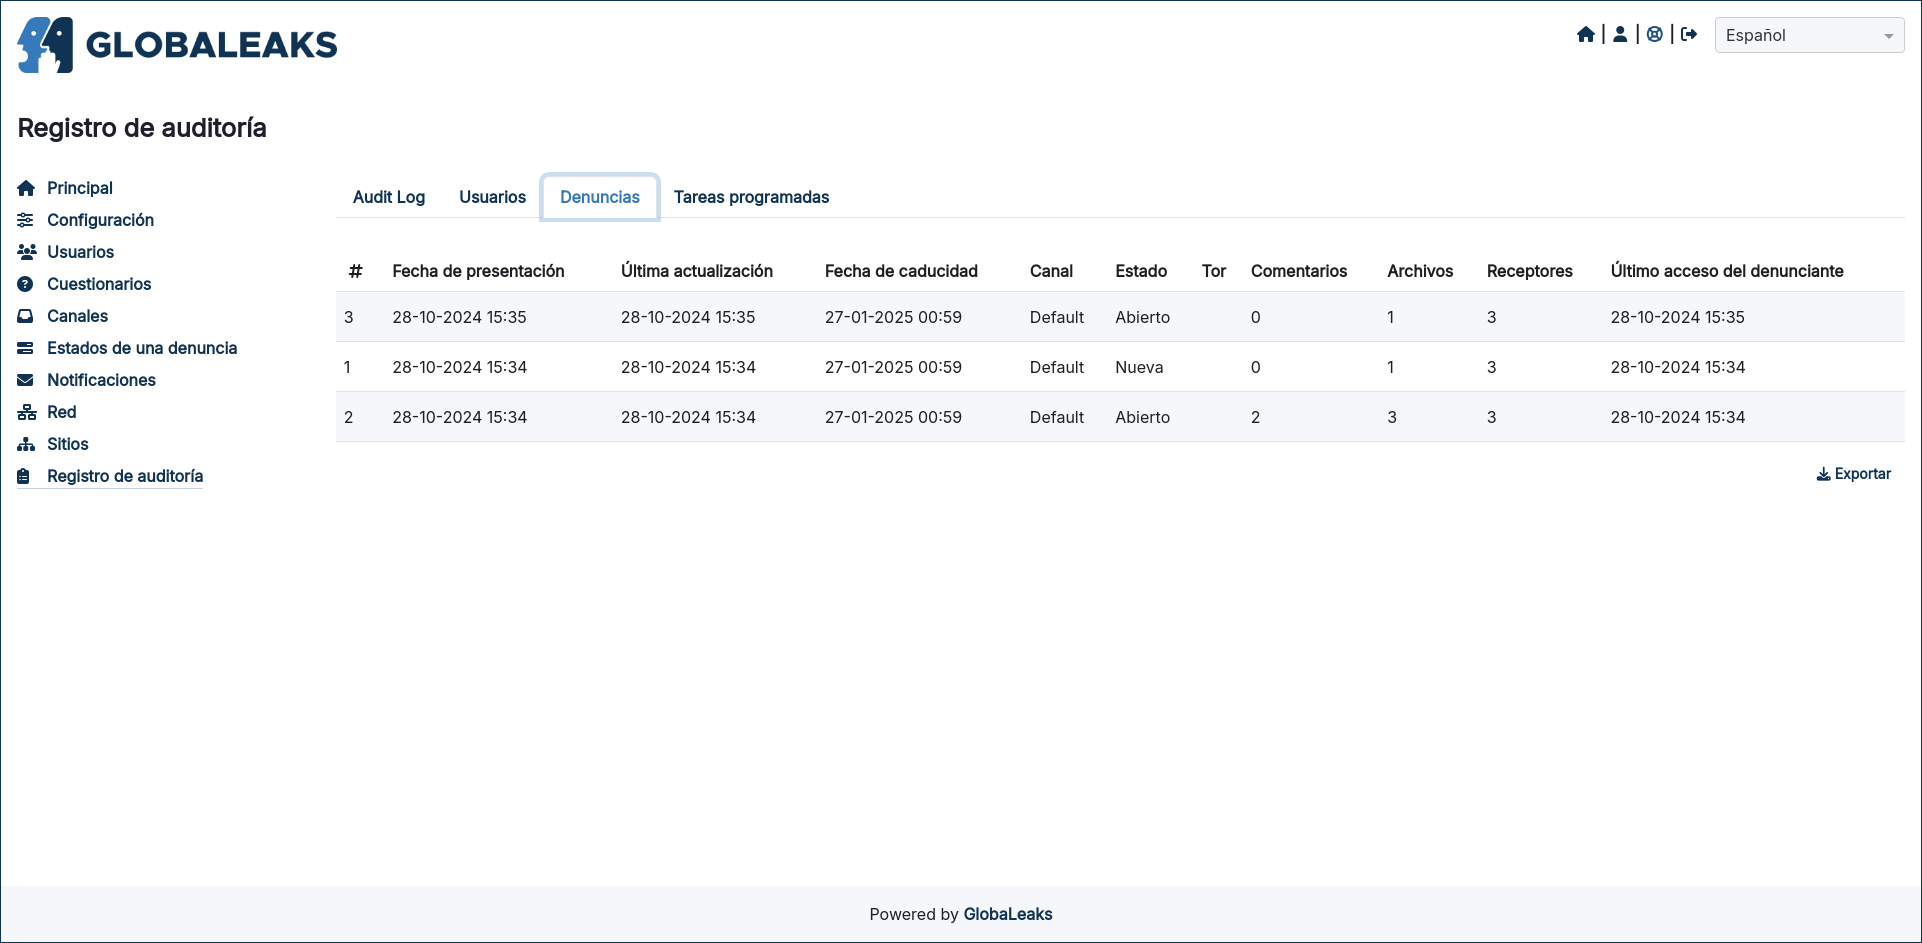 GLOBALEAKS
Español
Registro de auditoría
Principal
Configuración
Usuarios
Cuestionarios
Canales
Estados de una denuncia
Notificaciones
Red
Sitios
Registro de auditoría
Audit Log Usuarios Denuncias Tareas programadas
# Fecha de presentación Última actualización Fecha de caducidad Canal Estado Tor Comentarios Archivos Receptores Último acceso del denunciante
3 28-10-2024 15:35 28-10-2024 15:35 27-01-2025 00:59 Default Abierto 0 1 3 28-10-2024 15:35
1 28-10-2024 15:34 28-10-2024 15:34 27-01-2025 00:59 Default Nueva 0 1 3 28-10-2024 15:34
2 28-10-2024 15:34 28-10-2024 15:34 27-01-2025 00:59 Default Abierto 2 3 3 28-10-2024 15:34
Exportar
Powered by GlobaLeaks